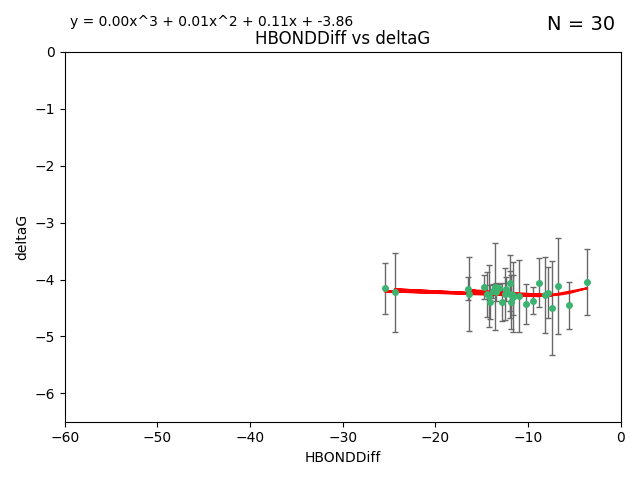 y = 0.00x^3 + 0.01x^2 + 0.11x + -3.86
N = 30
HBONDDiff vs deltaG
0
−1
−2
−3
−4
−5
−6
deltaG
−60
−50
−40
−30
−20
−10
0
HBONDDiff